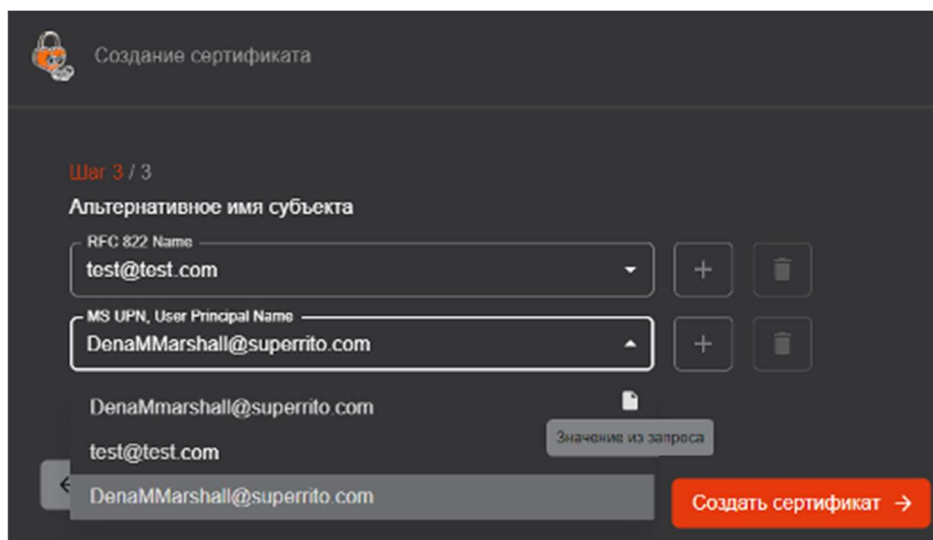 Создание сертификата
Шаг 3 / 3
Альтернативное имя субъекта
RFC 822 Name
test@test.com
MS UPN, User Principal Name
DenaMMarshall@superrito.com
DenaMmarshall@superrito.com
Значение из запроса
test@test.com
DenaMMarshall@superrito.com
Создать сертификат